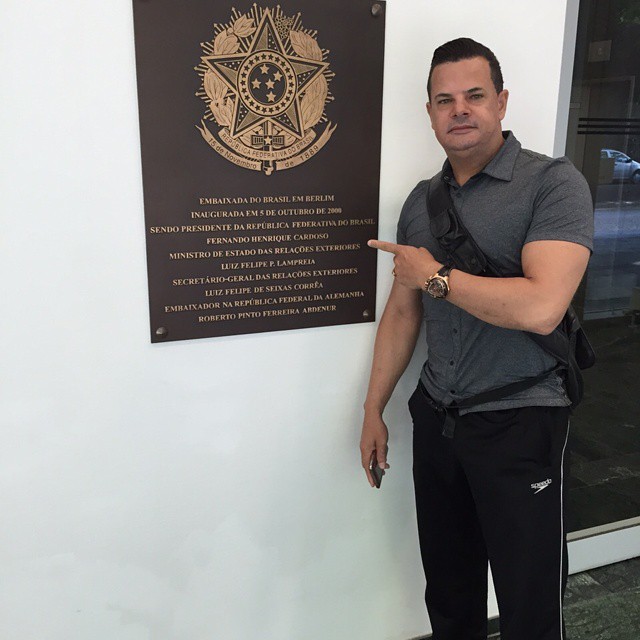 REPÚBLICA FEDERATIVA DO BRASIL
15 de Novembro de 1889
EMBAIXADA DO BRASIL EM BERLIM
INAUGURADA EM 5 DE OUTUBRO DE 2000
SENDO PRESIDENTE DA REPÚBLICA FEDERATIVA DO BRASIL
FERNANDO HENRIQUE CARDOSO
MINISTRO DE ESTADO DAS RELAÇÕES EXTERIORES
LUIZ FELIPE P. LAMPREIA
SECRETÁRIO-GERAL DAS RELAÇÕES EXTERIORES
LUIZ FELIPE DE SEIXAS CORRÊA
EMBAIXADOR NA REPÚBLICA FEDERAL DA ALEMANHA
ROBERTO PINTO FERREIRA ABDENUR
speedo